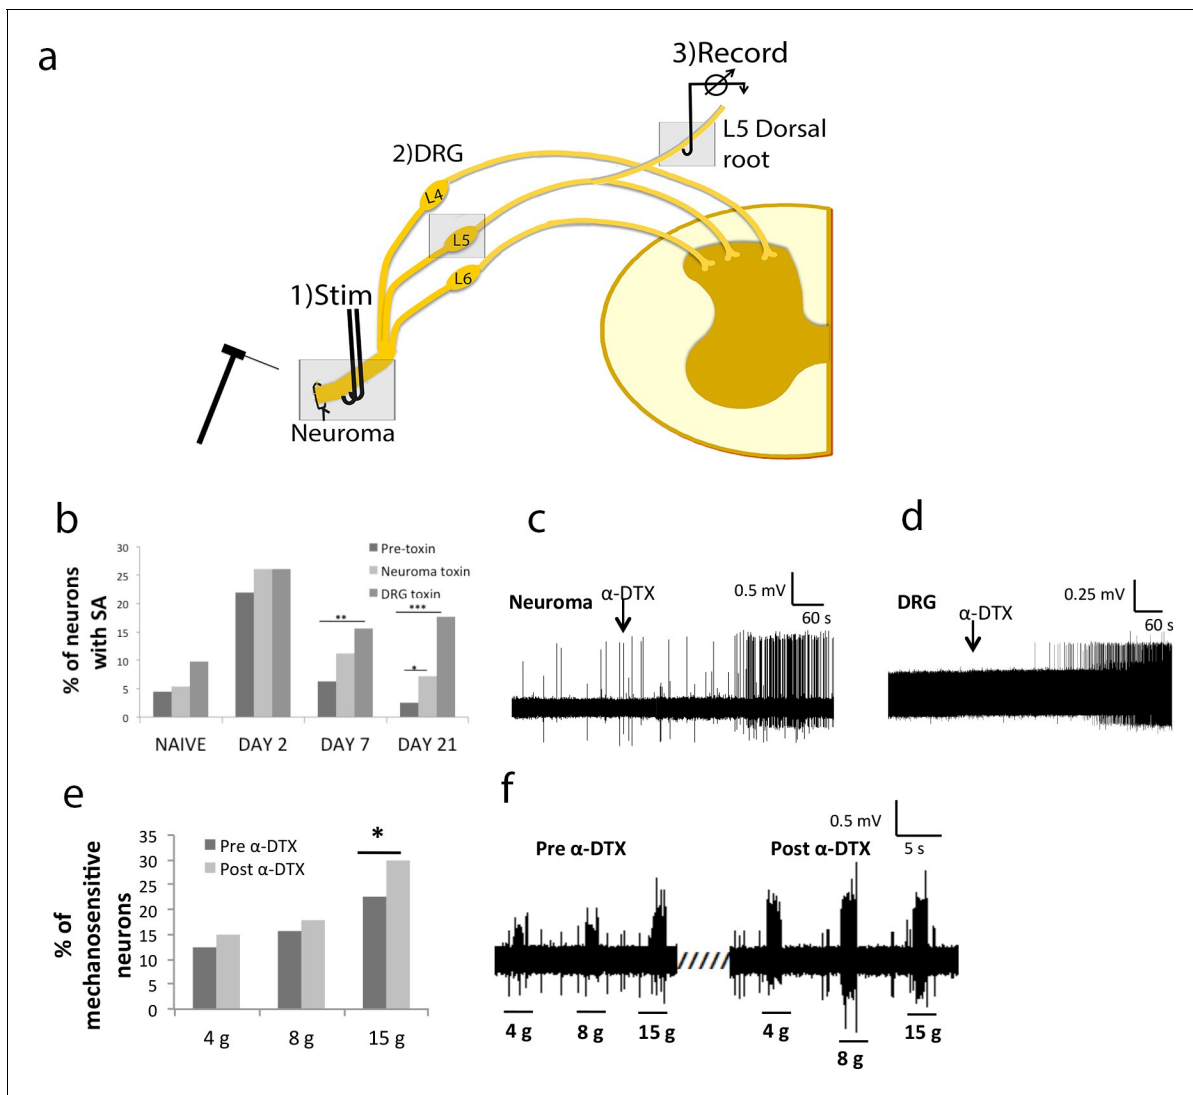 a
3)Record
L5 Dorsal
root
2)DRG
L4
L5
L6
1)Stim
Neuroma
b
% of neurons
with SA
30
25
20
15
10
5
0
Pre-toxin
Neuroma toxin
DRG toxin
**
***
*
NAIVE DAY 2 DAY 7 DAY 21
c
Neuroma
α-DTX
0.5 mV
60 s
d
DRG
α-DTX
0.25 mV
60 s
e
% of
mechanosensitive
neurons
35
30
25
20
15
10
5
0
Pre α-DTX
Post α-DTX
*
4 g 8 g 15 g
f
0.5 mV
5 s
Pre α-DTX Post α-DTX
4 g 8 g 15 g 4 g 8 g 15 g